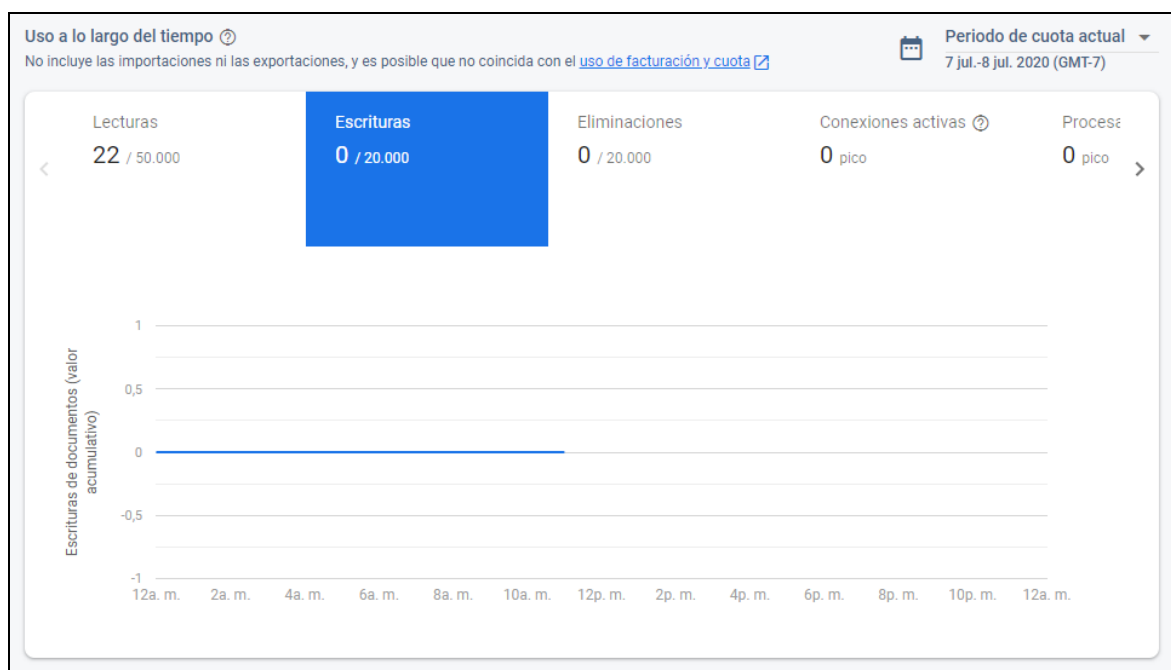 Uso a lo largo del tiempo
No incluye las importaciones ni las exportaciones, y es posible que no coincida con el uso de facturación y cuota
Periodo de cuota actual
7 jul.-8 jul. 2020 (GMT-7)
Lecturas
22 / 50.000
Escrituras
0 / 20.000
Eliminaciones
0 / 20.000
Conexiones activas
0 pico
Procesa
0 pico
Escrituras de documentos (valor
acumulativo)
1
0,5
0
-0,5
-1
12a. m. 2a. m. 4a. m. 6a. m. 8a. m. 10a. m. 12p. m. 2p. m. 4p. m. 6p. m. 8p. m. 10p. m. 12a. m.